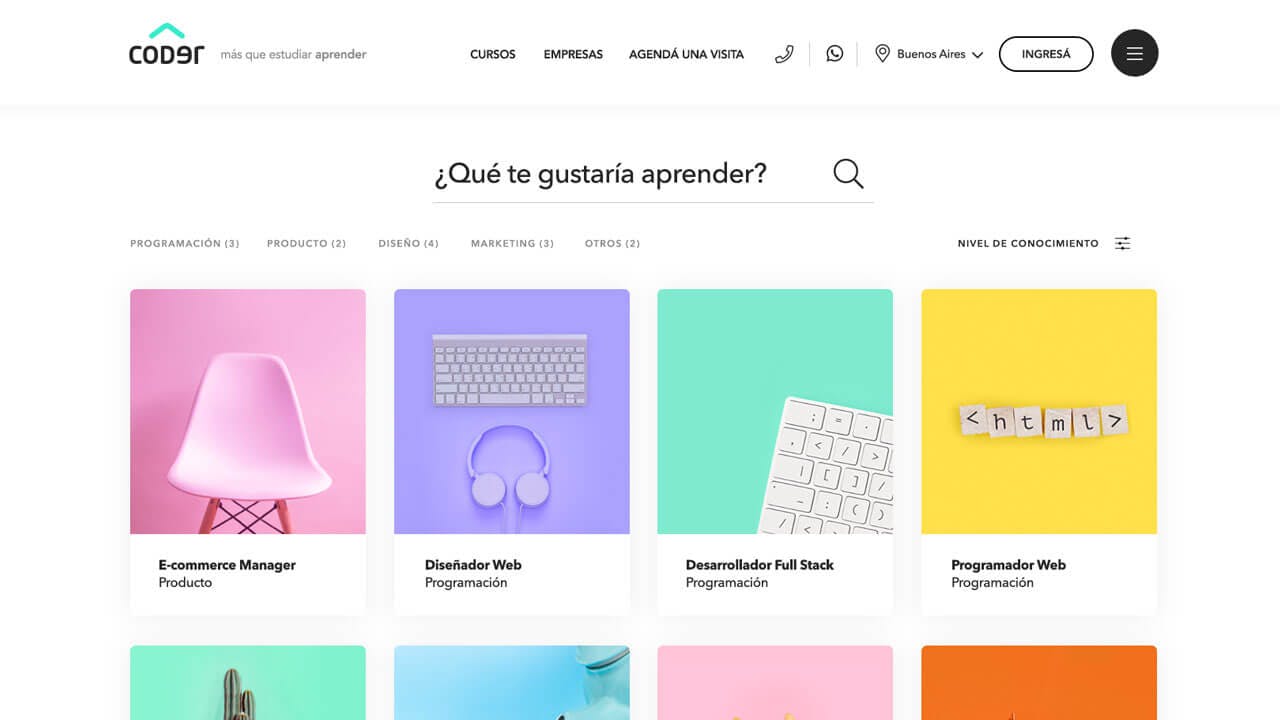 CODER
más que estudiar aprender
CURSOS
EMPRESAS
AGENDÁ UNA VISITA
Buenos Aires
INGRESÁ
¿Qué te gustaría aprender?
PROGRAMACIÓN (3)
PRODUCTO (2)
DISEÑO (4)
MARKETING (3)
OTROS (2)
NIVEL DE CONOCIMIENTO
; = .
, < / >
| [ ] /
_ : ( )
; { }
<html>
E-commerce Manager
Producto
Diseñador Web
Programación
Desarrollador Full Stack
Programación
Programador Web
Programación